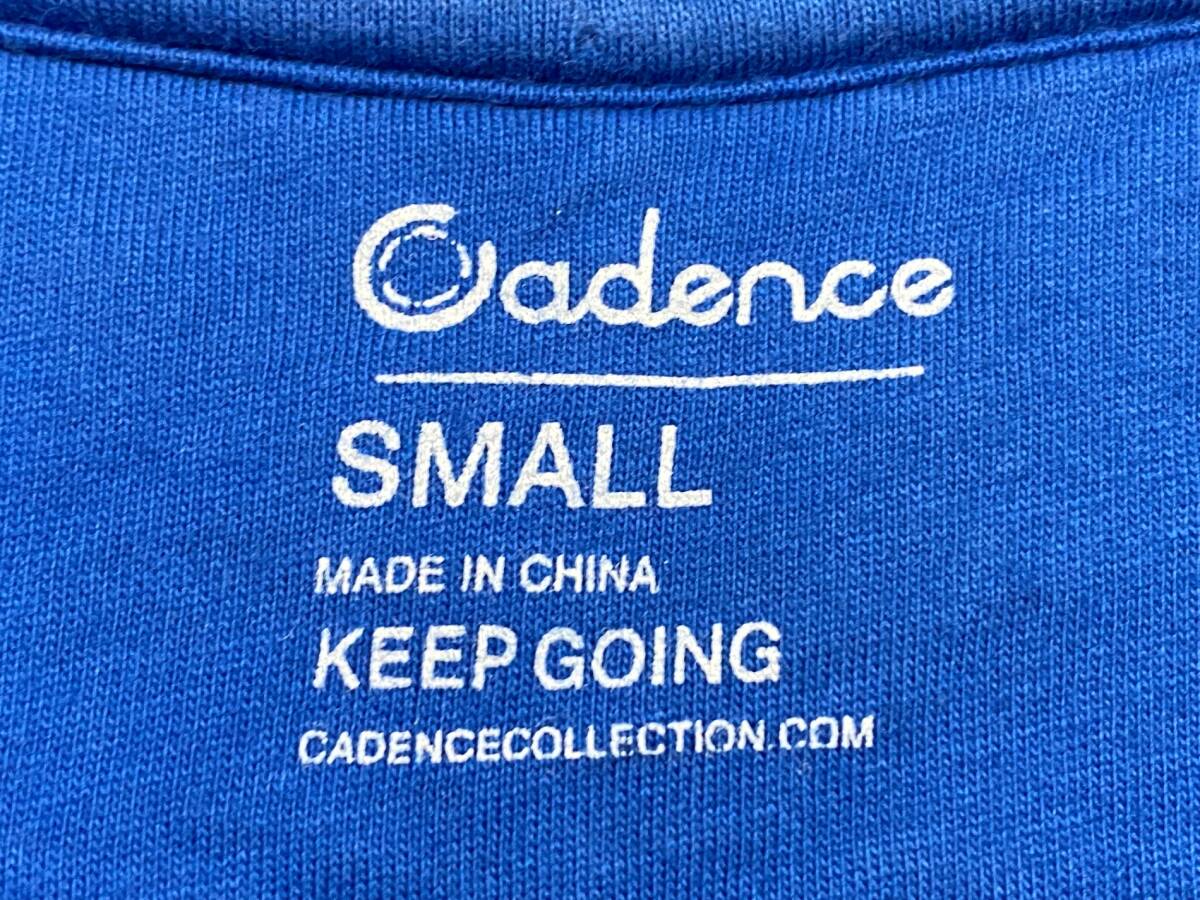 Cadence
SMALL
MADE IN CHINA
KEEP GOING
CADENCECOLLECTION.COM